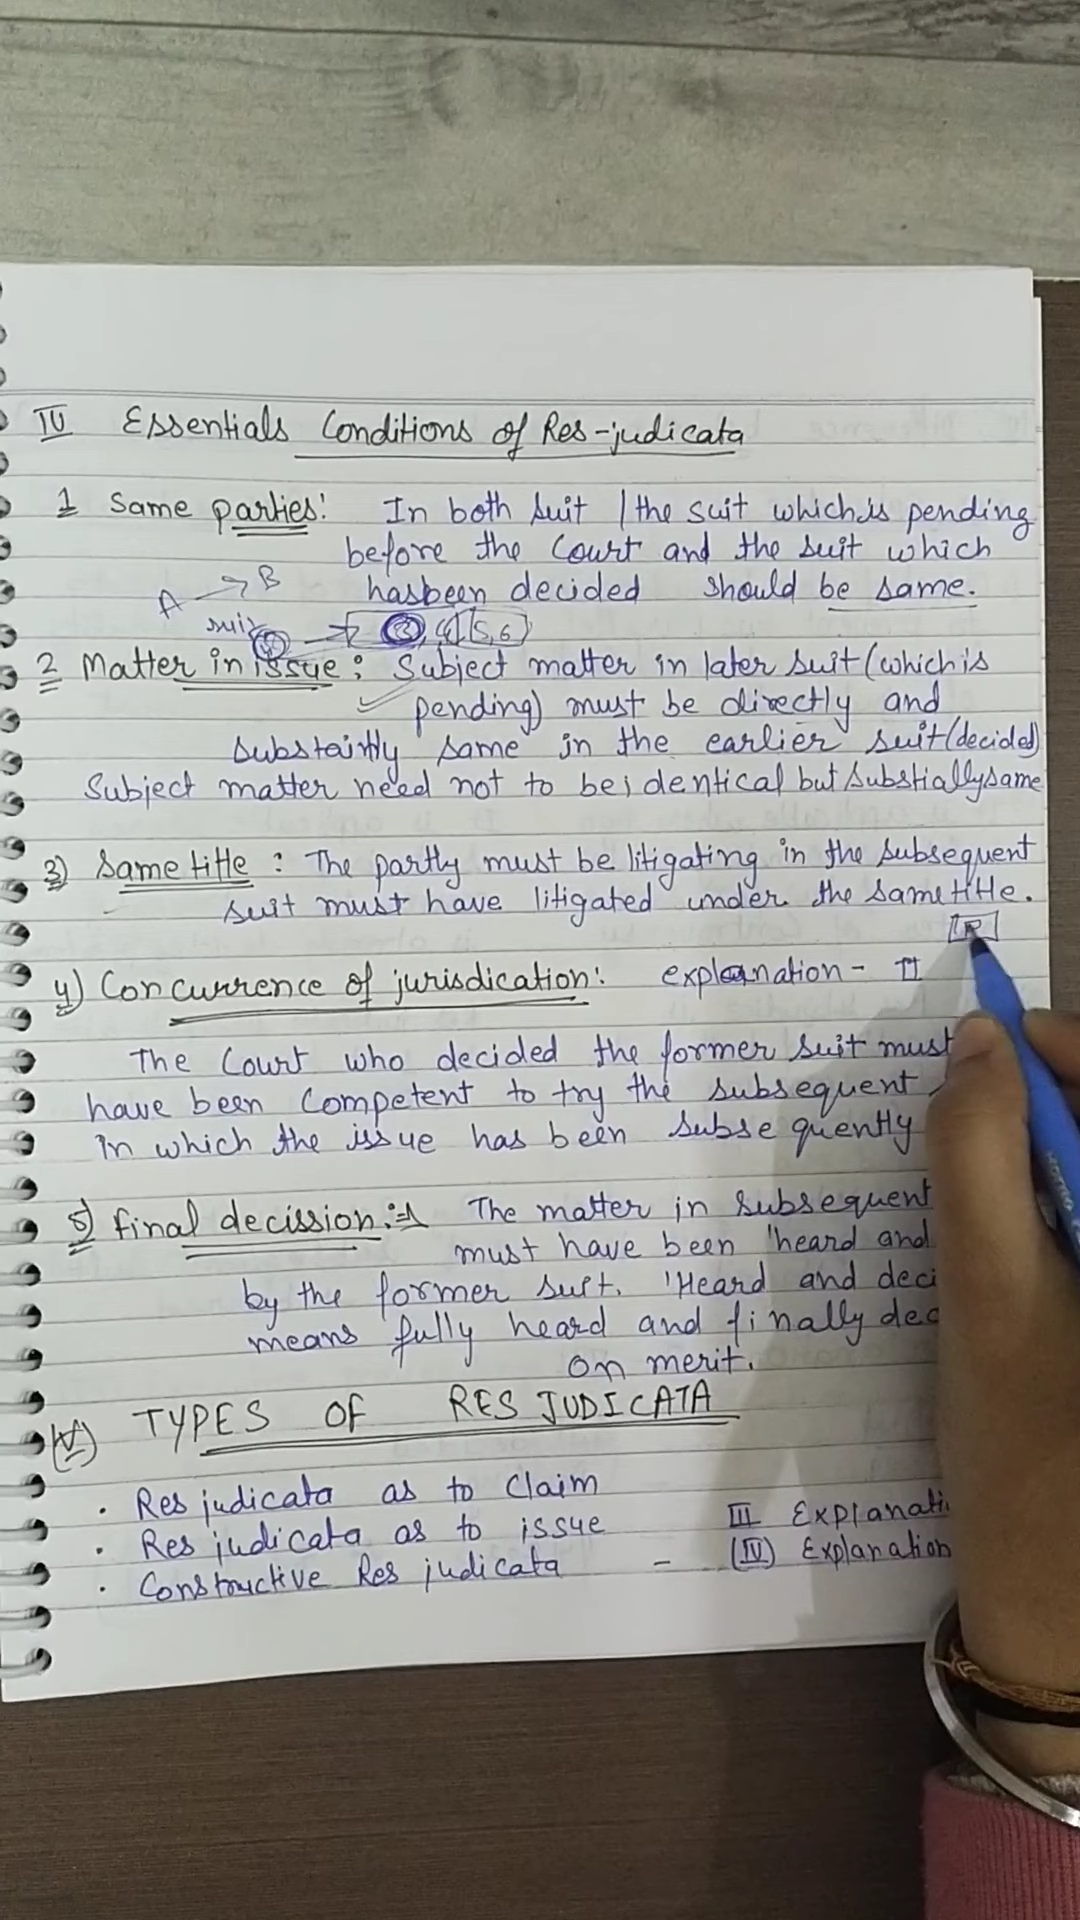 IV Essentials Conditions of Res-judicata
1 Same parties: In both suit / the suit which is pending
before the Court and the suit which
hasbeen decided should be same.
A → B
suit → 3, 4 5, 6
2 Matter in issue: Subject matter in later suit (which is
pending) must be directly and
substaintly same in the earlier suit (decided)
Subject matter need not to be identical but substially same
3) Same title: The partly must be litigating in the subsequent
suit must have litigated under the same title.
4) Concurrence of jurisdication: explanation - II
The Court who decided the former suit must
have been Competent to try the subsequent
in which the issue has been subsequently
5) final decission:⇒ The matter in subsequent
must have been 'heard and
by the former suit. 'Heard and deci
means fully heard and finally dec
on merit.
(V) TYPES OF RES JUDICATA
• Res judicata as to Claim
• Res judicata as to issue III Explanati
• Constructive Res judicata - (IV) Explanation